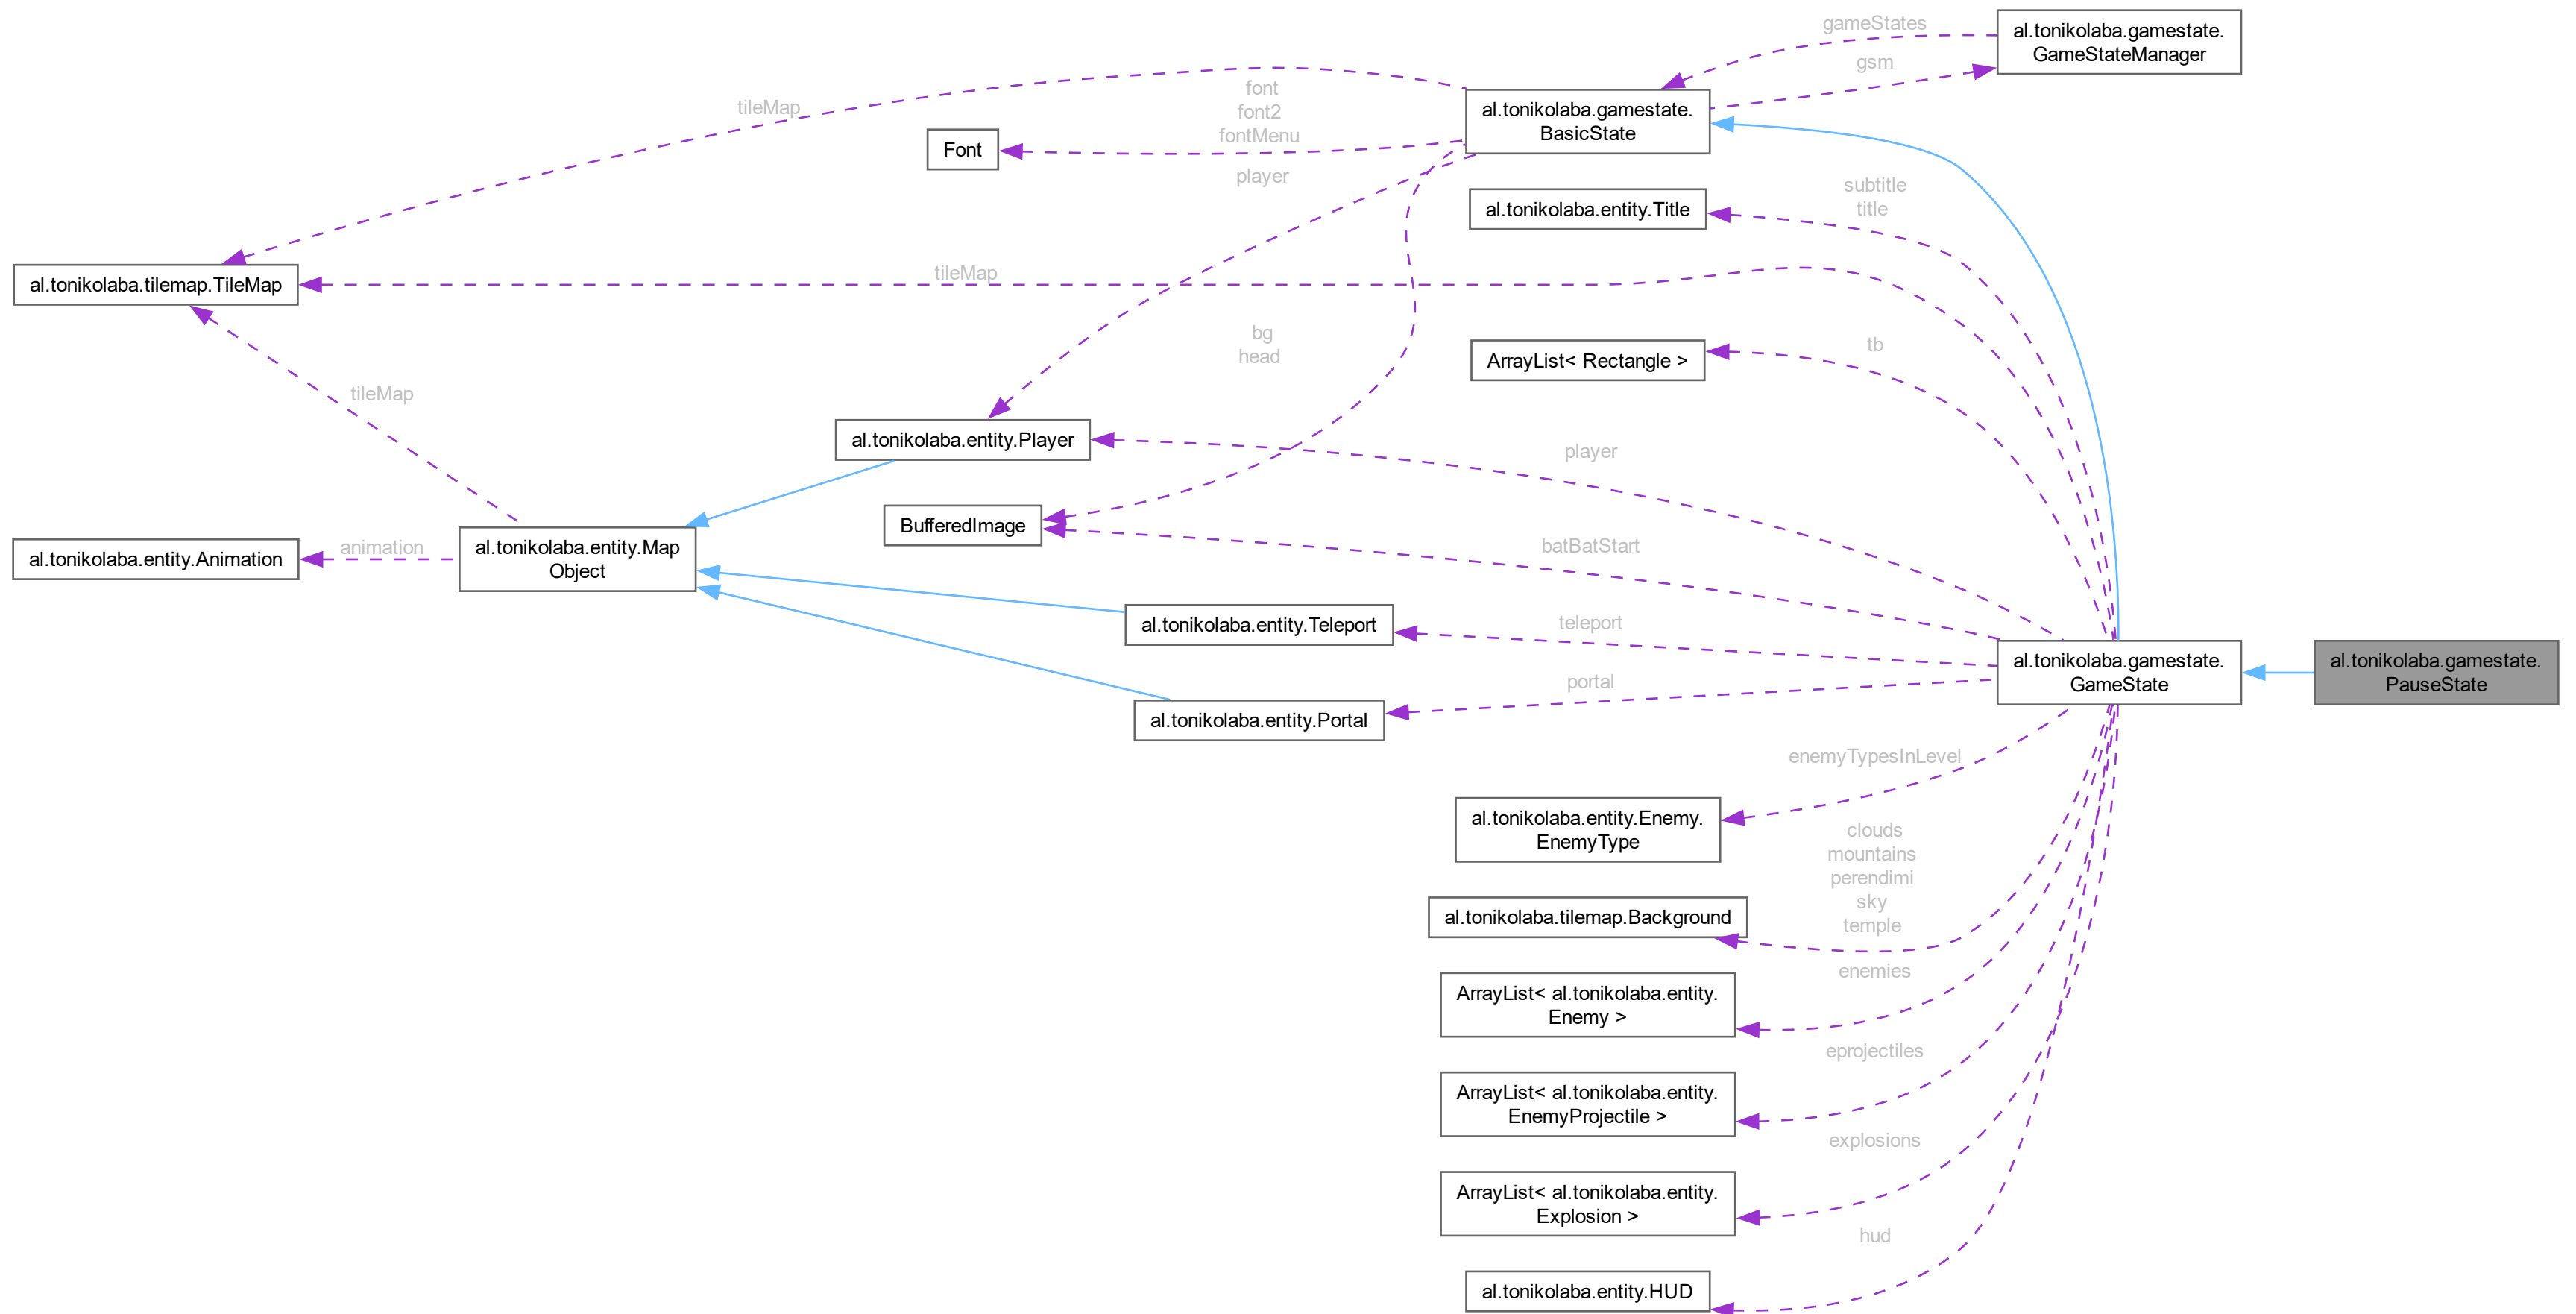 gameStates
al.tonikolaba.gamestate.
GameStateManager
gsm
tileMap
font
font2
fontMenu
al.tonikolaba.gamestate.
BasicState
Font
player
al.tonikolaba.entity.Title
subtitle
title
al.tonikolaba.tilemap.TileMap
tileMap
bg
head
ArrayList< Rectangle >
tb
tileMap
al.tonikolaba.entity.Player
player
BufferedImage
batBatStart
al.tonikolaba.entity.Animation
animation
al.tonikolaba.entity.Map
Object
al.tonikolaba.entity.Teleport
teleport
al.tonikolaba.gamestate.
GameState
al.tonikolaba.gamestate.
PauseState
portal
al.tonikolaba.entity.Portal
enemyTypesInLevel
al.tonikolaba.entity.Enemy.
EnemyType
clouds
mountains
perendimi
sky
temple
al.tonikolaba.tilemap.Background
enemies
ArrayList< al.tonikolaba.entity.
Enemy >
eprojectiles
ArrayList< al.tonikolaba.entity.
EnemyProjectile >
explosions
ArrayList< al.tonikolaba.entity.
Explosion >
hud
al.tonikolaba.entity.HUD